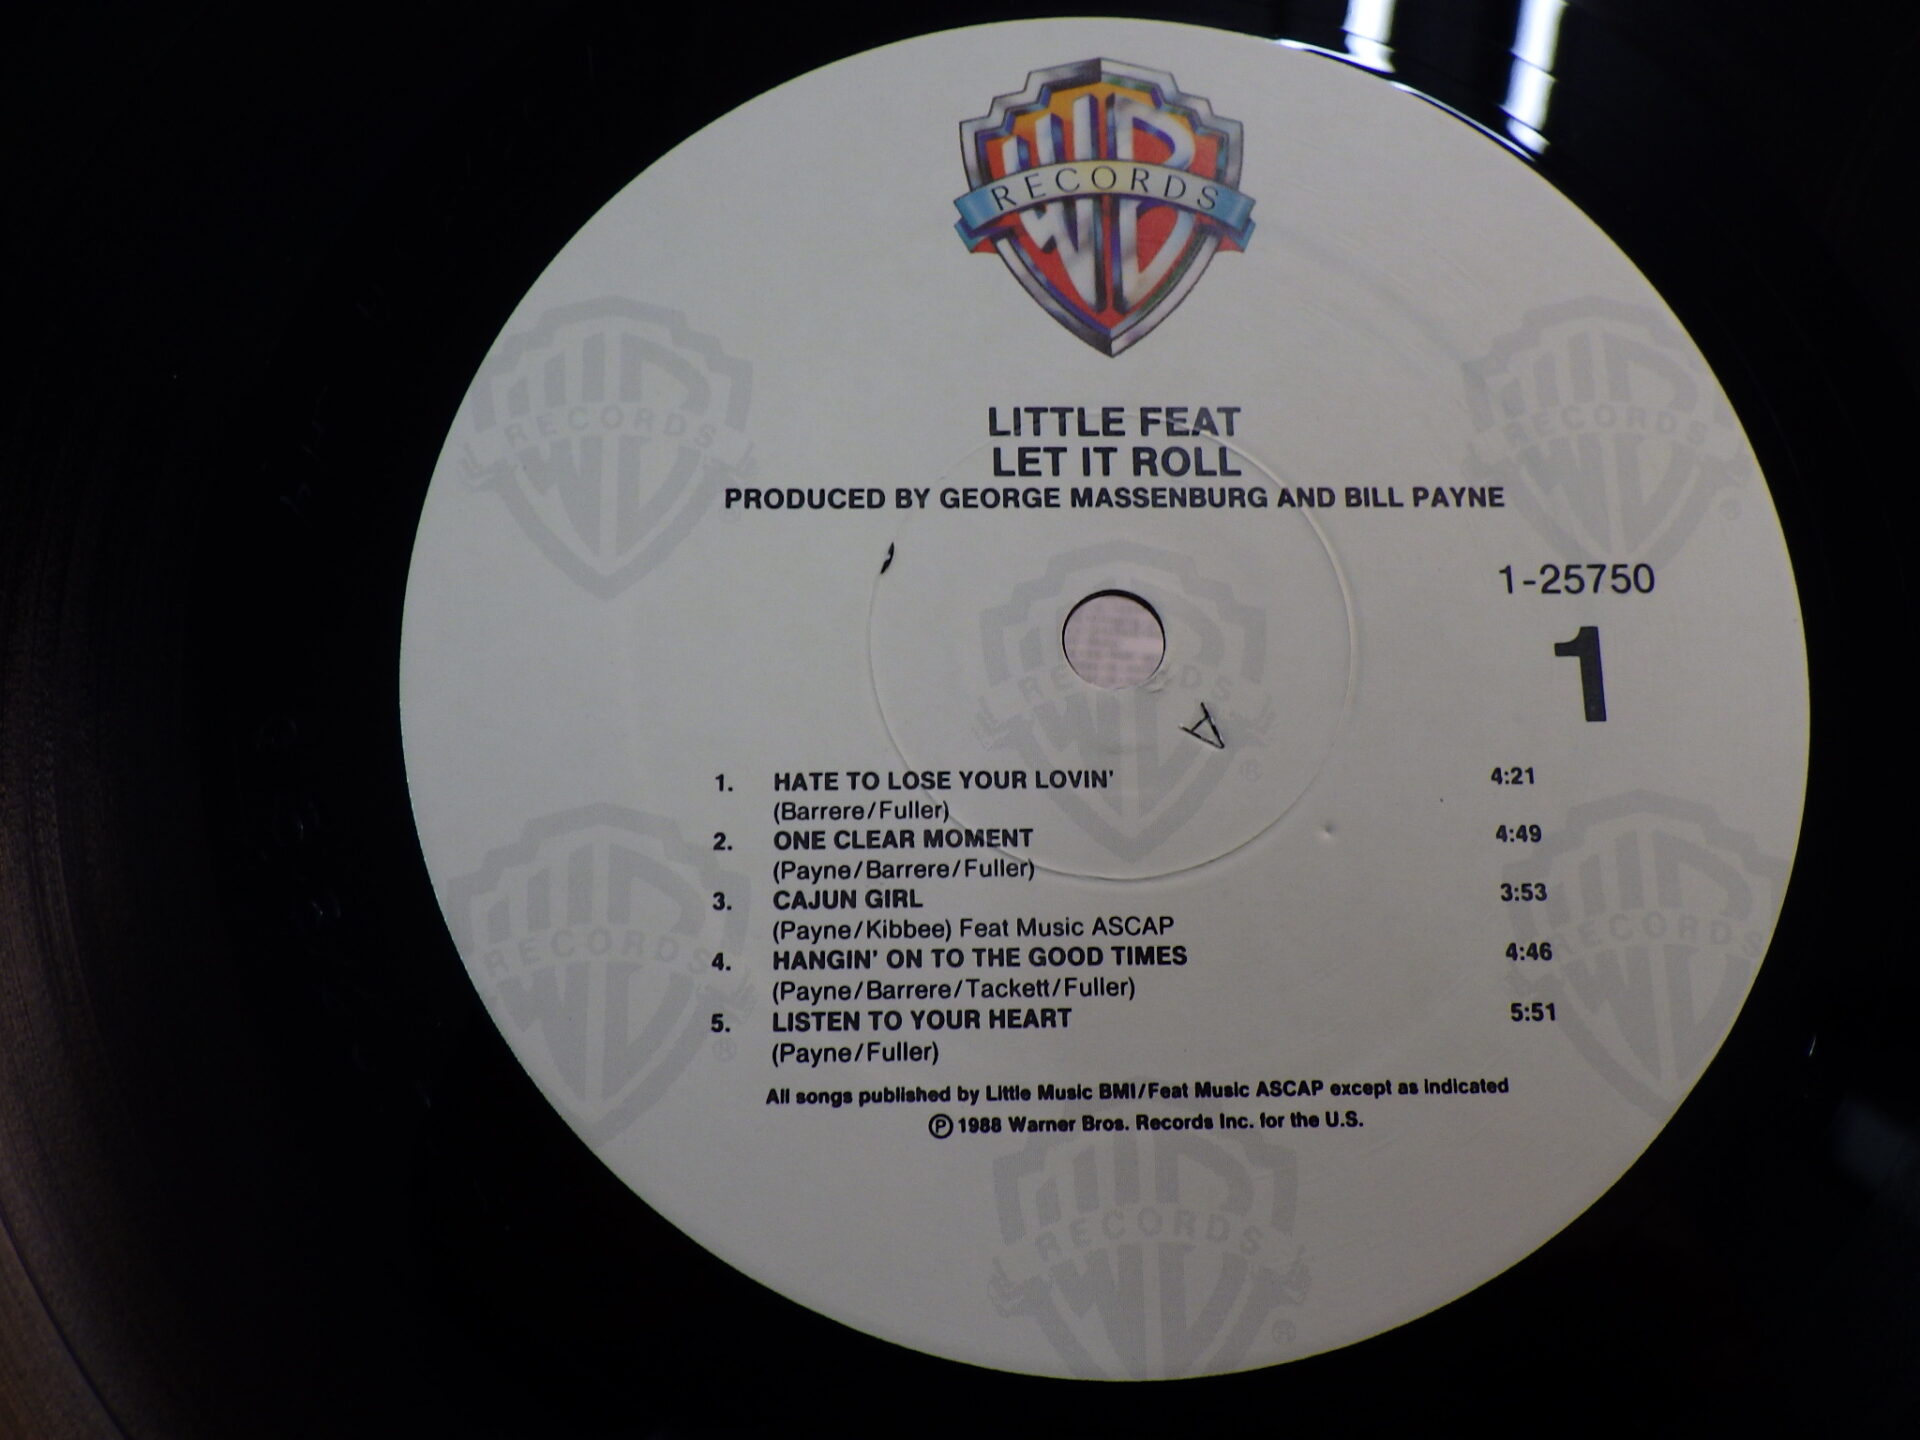 WB
RECORDS
LITTLE FEAT
LET IT ROLL
PRODUCED BY GEORGE MASSENBURG AND BILL PAYNE
1-25750
1
A
1. HATE TO LOSE YOUR LOVIN' 4:21
(Barrere/Fuller)
2. ONE CLEAR MOMENT 4:49
(Payne/Barrere/Fuller)
3. CAJUN GIRL 3:53
(Payne/Kibbee) Feat Music ASCAP
4. HANGIN' ON TO THE GOOD TIMES 4:46
(Payne/Barrere/Tackett/Fuller)
5. LISTEN TO YOUR HEART 5:51
(Payne/Fuller)
All songs published by Little Music BMI/Feat Music ASCAP except as indicated
℗ 1988 Warner Bros. Records Inc. for the U.S.